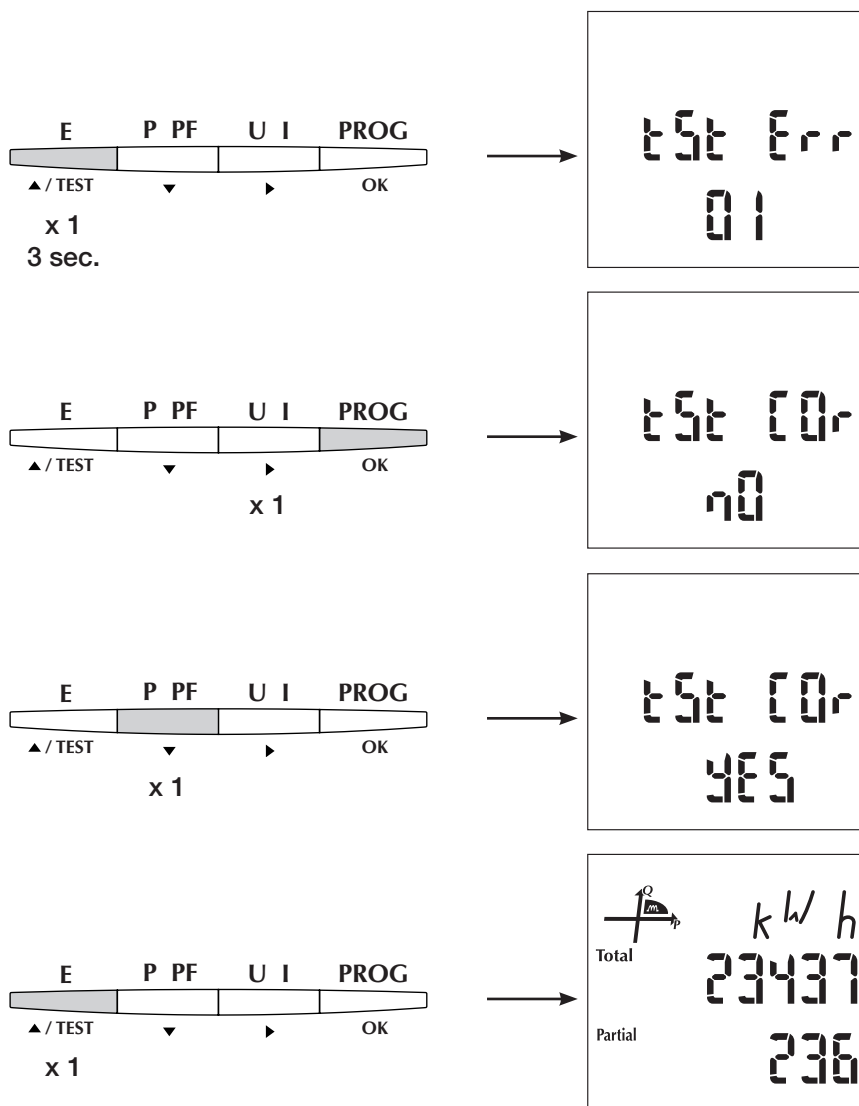 E P PF U I PROG
▲ / TEST ▼ ► OK
x 1
3 sec.
tSt Err
01
E P PF U I PROG
▲ / TEST ▼ ► OK
x 1
tSt COr
nO
E P PF U I PROG
▲ / TEST ▼ ► OK
x 1
tSt COr
YES
E P PF U I PROG
▲ / TEST ▼ ► OK
x 1
Q
P
kWh
Total 23437
Partial 236